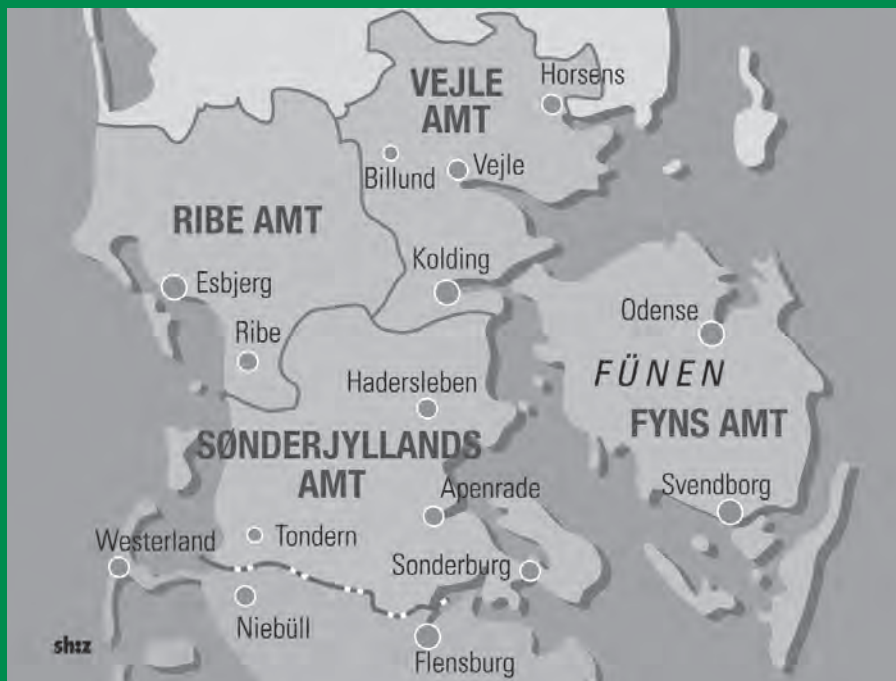 VEJLE
AMT
Horsens
Billund
Vejle
RIBE AMT
Kolding
Esbjerg
Odense
Ribe
FÜNEN
Hadersleben
FYNS AMT
SØNDERJYLLANDS
AMT
Apenrade
Svendborg
Tondern
Westerland
Sonderburg
Niebüll
sh:z
Flensburg